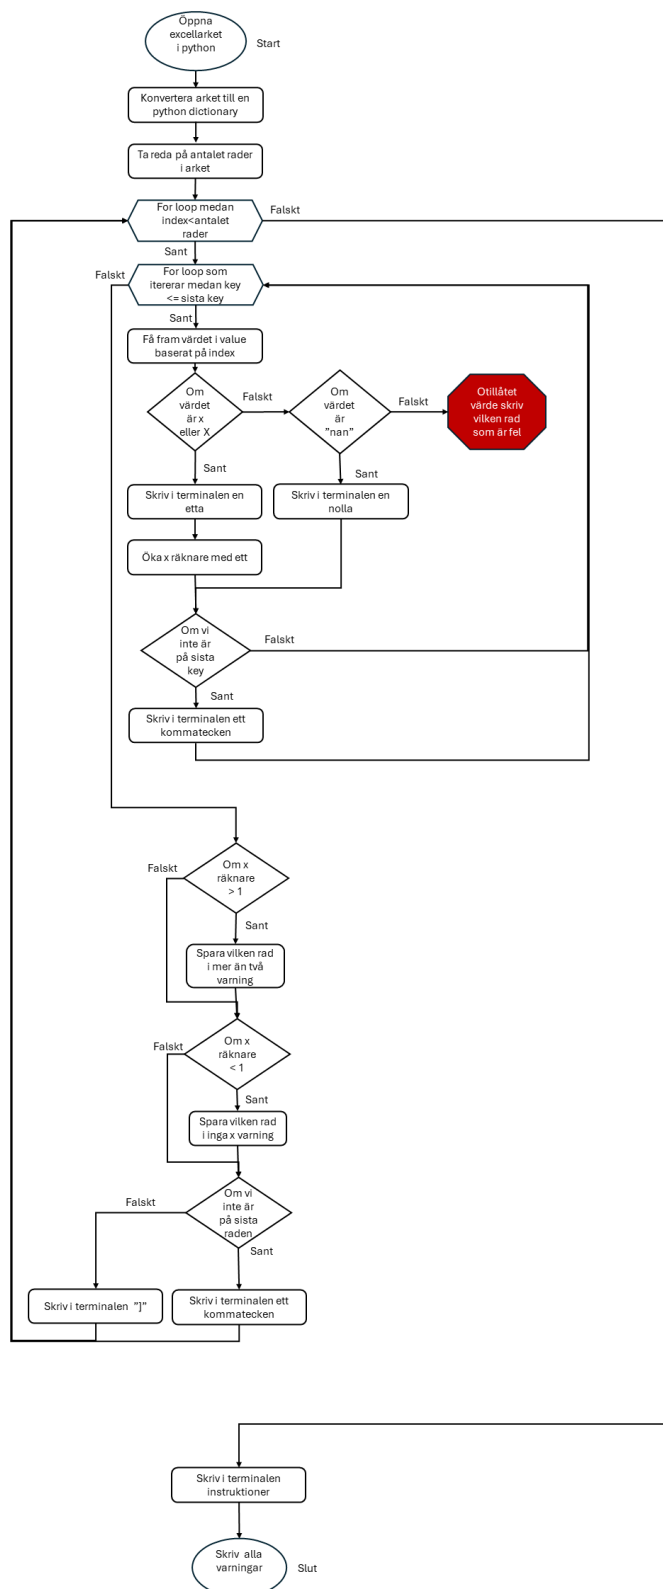 Öppna
excellarket
i python
Start
Konvertera arket till en
python dictionary
Ta reda på antalet rader
i arket
For loop medan
index<antalet
rader
Falskt
Sant
Falskt
For loop som
itererar medan key
<= sista key
Sant
Få fram värdet i value
baserat på index
Om
värdet
är x
eller X
Falskt
Om
värdet
är
"nan"
Falskt
Otillåtet
värde skriv
vilken rad
som är fel
Sant
Sant
Skriv i terminalen en
etta
Skriv i terminalen en
nolla
Öka x räknare med ett
Om vi
inte är
på sista
key
Falskt
Sant
Skriv i terminalen ett
kommatecken
Falskt
Om x
räknare
> 1
Sant
Spara vilken rad
i mer än två
varning
Falskt
Om x
räknare
< 1
Sant
Spara vilken rad
i inga x varning
Falskt
Om vi
inte är
på sista
raden
Sant
Skriv i terminalen "]"
Skriv i terminalen ett
kommatecken
Skriv i terminalen
instruktioner
Skriv alla
varningar
Slut